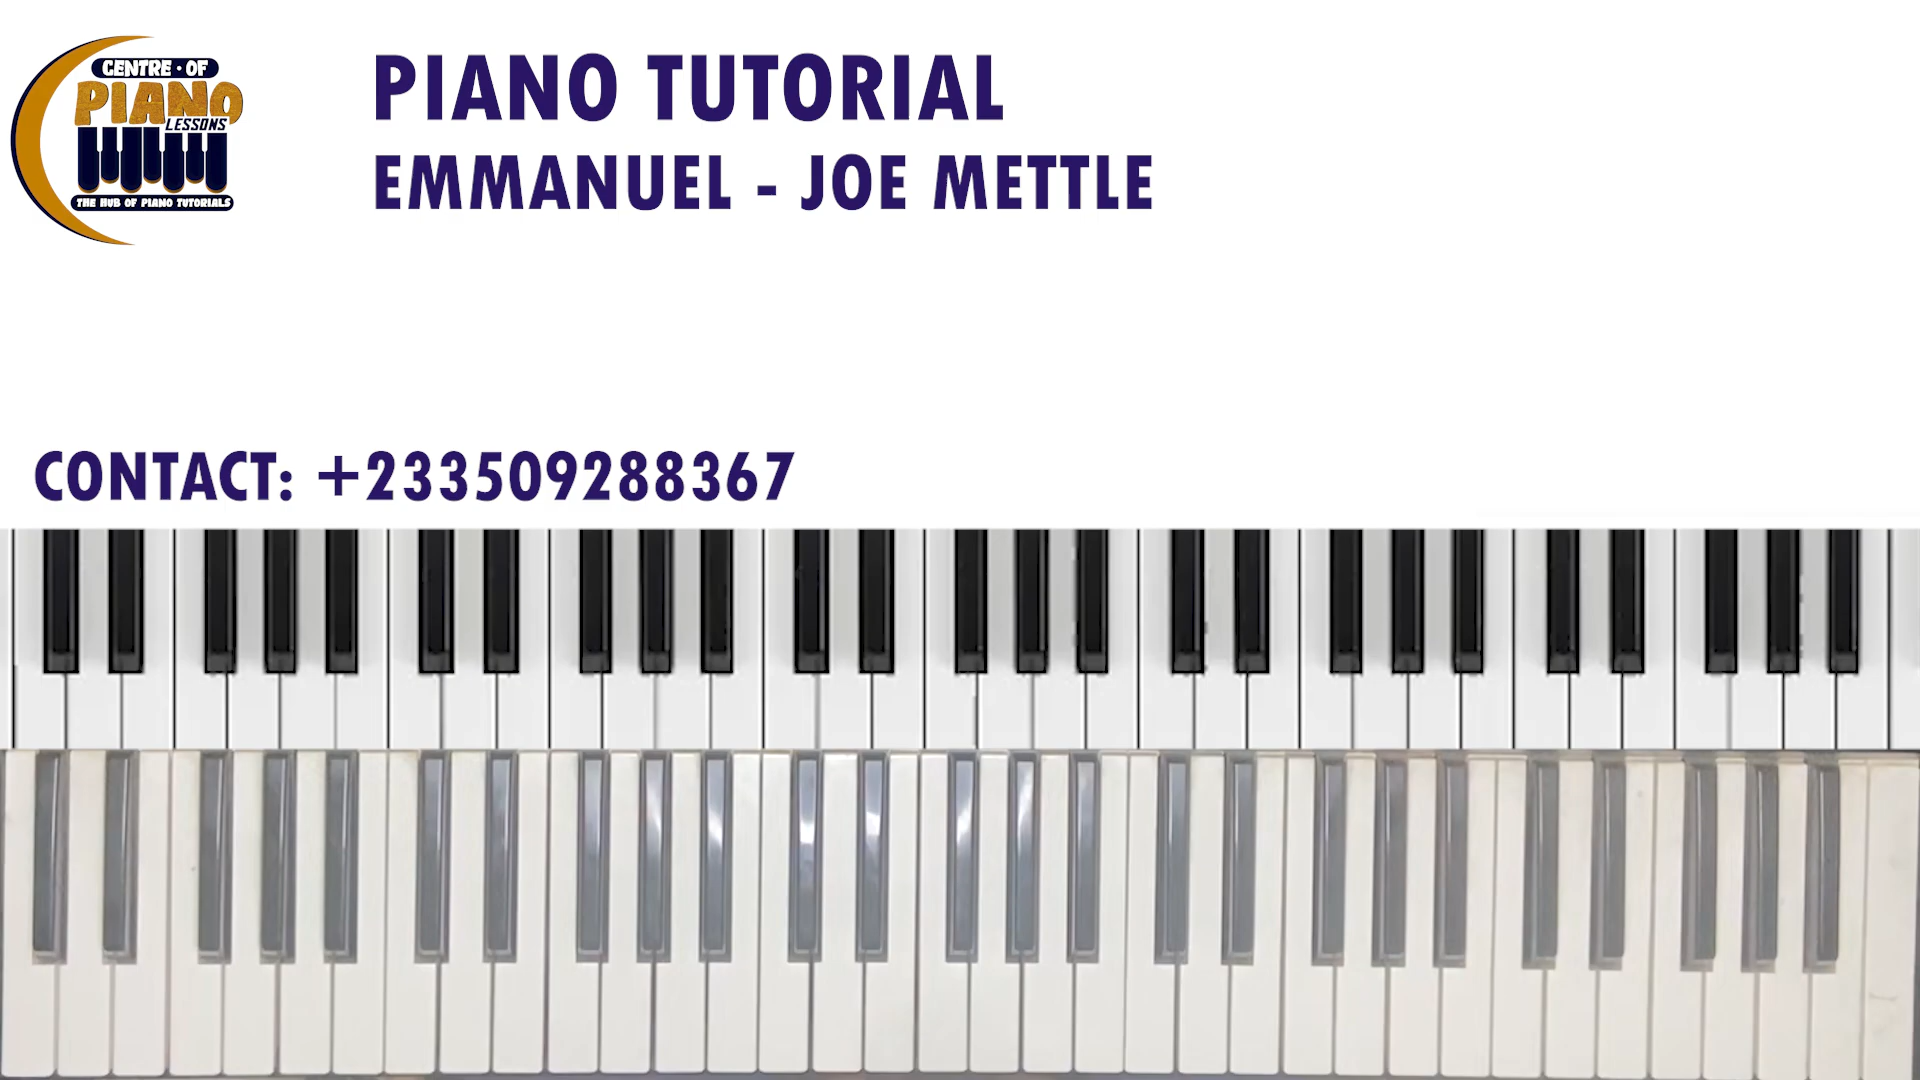 CENTRE · OF
PIANO
LESSONS
THE HUB OF PIANO TUTORIALS
PIANO TUTORIAL
EMMANUEL - JOE METTLE
CONTACT: +233509288367